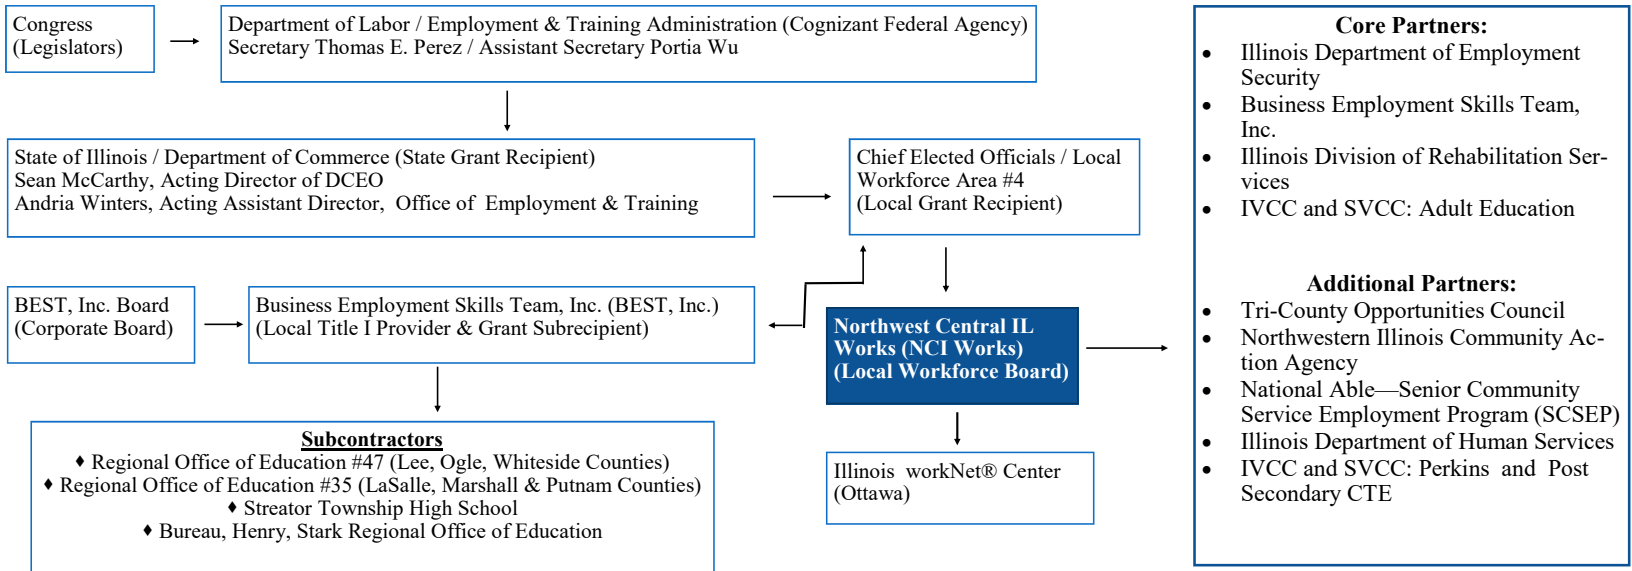 Congress
(Legislators)
Department of Labor / Employment & Training Administration (Cognizant Federal Agency)
Secretary Thomas E. Perez / Assistant Secretary Portia Wu
State of Illinois / Department of Commerce (State Grant Recipient)
Sean McCarthy, Acting Director of DCEO
Andria Winters, Acting Assistant Director,  Office of  Employment & Training
Chief Elected Officials / Local
Workforce Area #4
(Local Grant Recipient)
BEST, Inc. Board
(Corporate Board)
Business Employment Skills Team, Inc. (BEST, Inc.)
(Local Title I Provider & Grant Subrecipient)
Northwest Central IL
Works (NCI Works)
(Local Workforce Board)
Subcontractors
♦ Regional Office of Education #47 (Lee, Ogle, Whiteside Counties)
♦ Regional Office of Education #35 (LaSalle, Marshall & Putnam Counties)
♦ Streator Township High School
♦ Bureau, Henry, Stark Regional Office of Education
Illinois  workNet® Center
(Ottawa)
Core Partners:
• Illinois Department of Employment
Security
• Business Employment Skills Team,
Inc.
• Illinois Division of Rehabilitation Ser-
vices
• IVCC and SVCC: Adult Education
Additional Partners:
• Tri-County Opportunities Council
• Northwestern Illinois Community Ac-
tion Agency
• National Able—Senior Community
Service Employment Program (SCSEP)
• Illinois Department of Human Services
• IVCC and SVCC: Perkins  and  Post
Secondary CTE